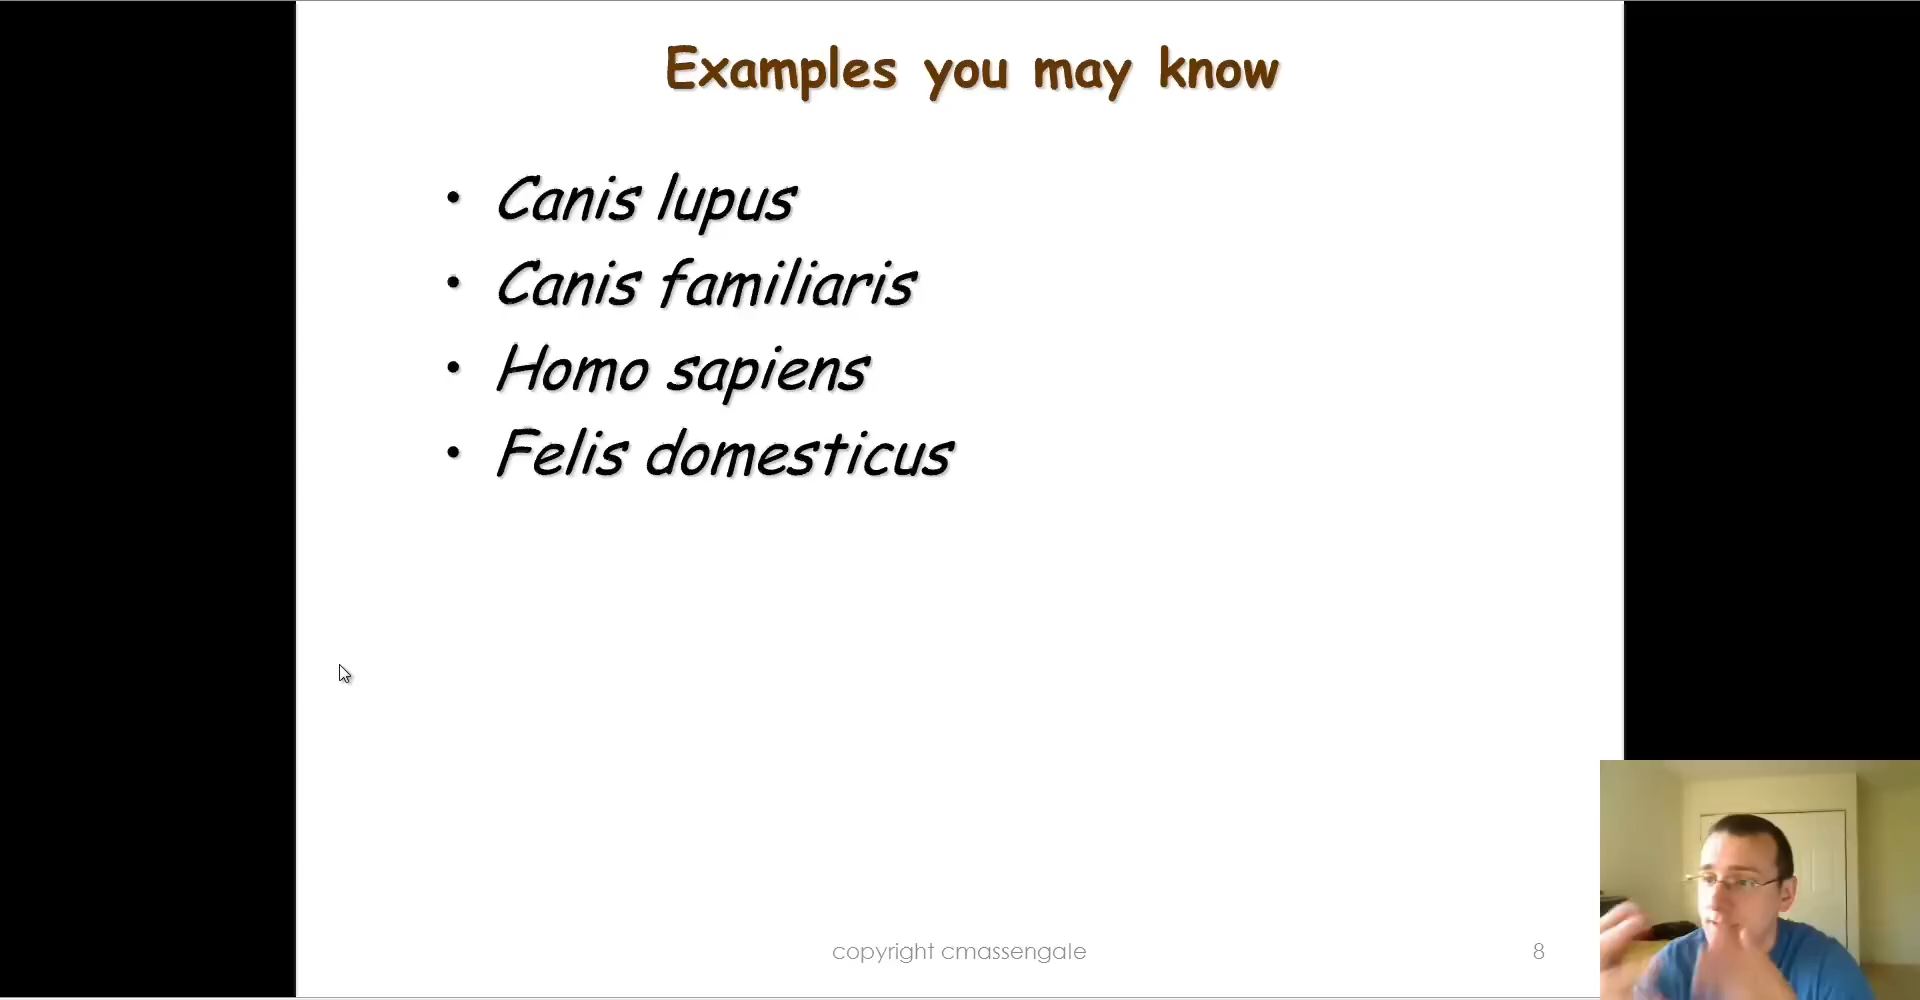 Examples you may know
• Canis lupus
• Canis familiaris
• Homo sapiens
• Felis domesticus
copyright cmassengale
8